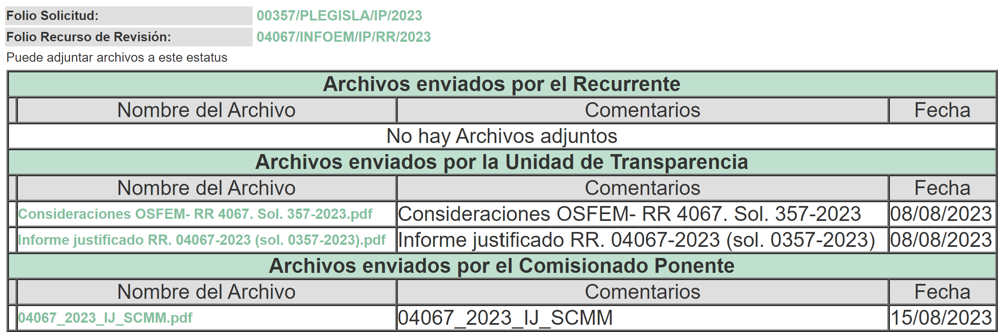 Folio Solicitud: 00357/PLEGISLA/IP/2023
Folio Recurso de Revisión: 04067/INFOEM/IP/RR/2023
Puede adjuntar archivos a este estatus
Archivos enviados por el Recurrente
Nombre del Archivo Comentarios Fecha
No hay Archivos adjuntos
Archivos enviados por la Unidad de Transparencia
Nombre del Archivo Comentarios Fecha
Consideraciones OSFEM- RR 4067. Sol. 357-2023.pdf Consideraciones OSFEM- RR 4067. Sol. 357-2023 08/08/2023
Informe justificado RR. 04067-2023 (sol. 0357-2023).pdf Informe justificado RR. 04067-2023 (sol. 0357-2023) 08/08/2023
Archivos enviados por el Comisionado Ponente
Nombre del Archivo Comentarios Fecha
04067_2023_IJ_SCMM.pdf 04067_2023_IJ_SCMM 15/08/2023